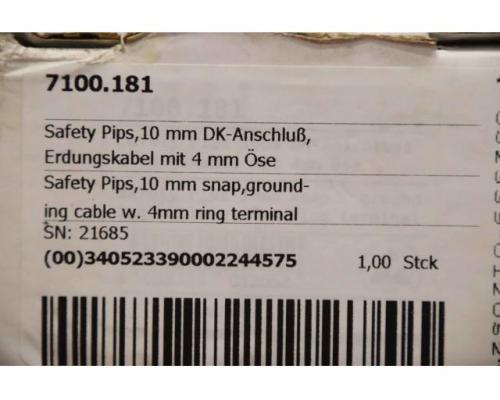 7100.181
Safety Pips,10 mm DK-Anschluß,
Erdungskabel mit 4 mm Öse
Safety Pips,10 mm snap,ground-
ing cable w. 4mm ring terminal
SN: 21685
(00)340523390002244575 1,00 Stck